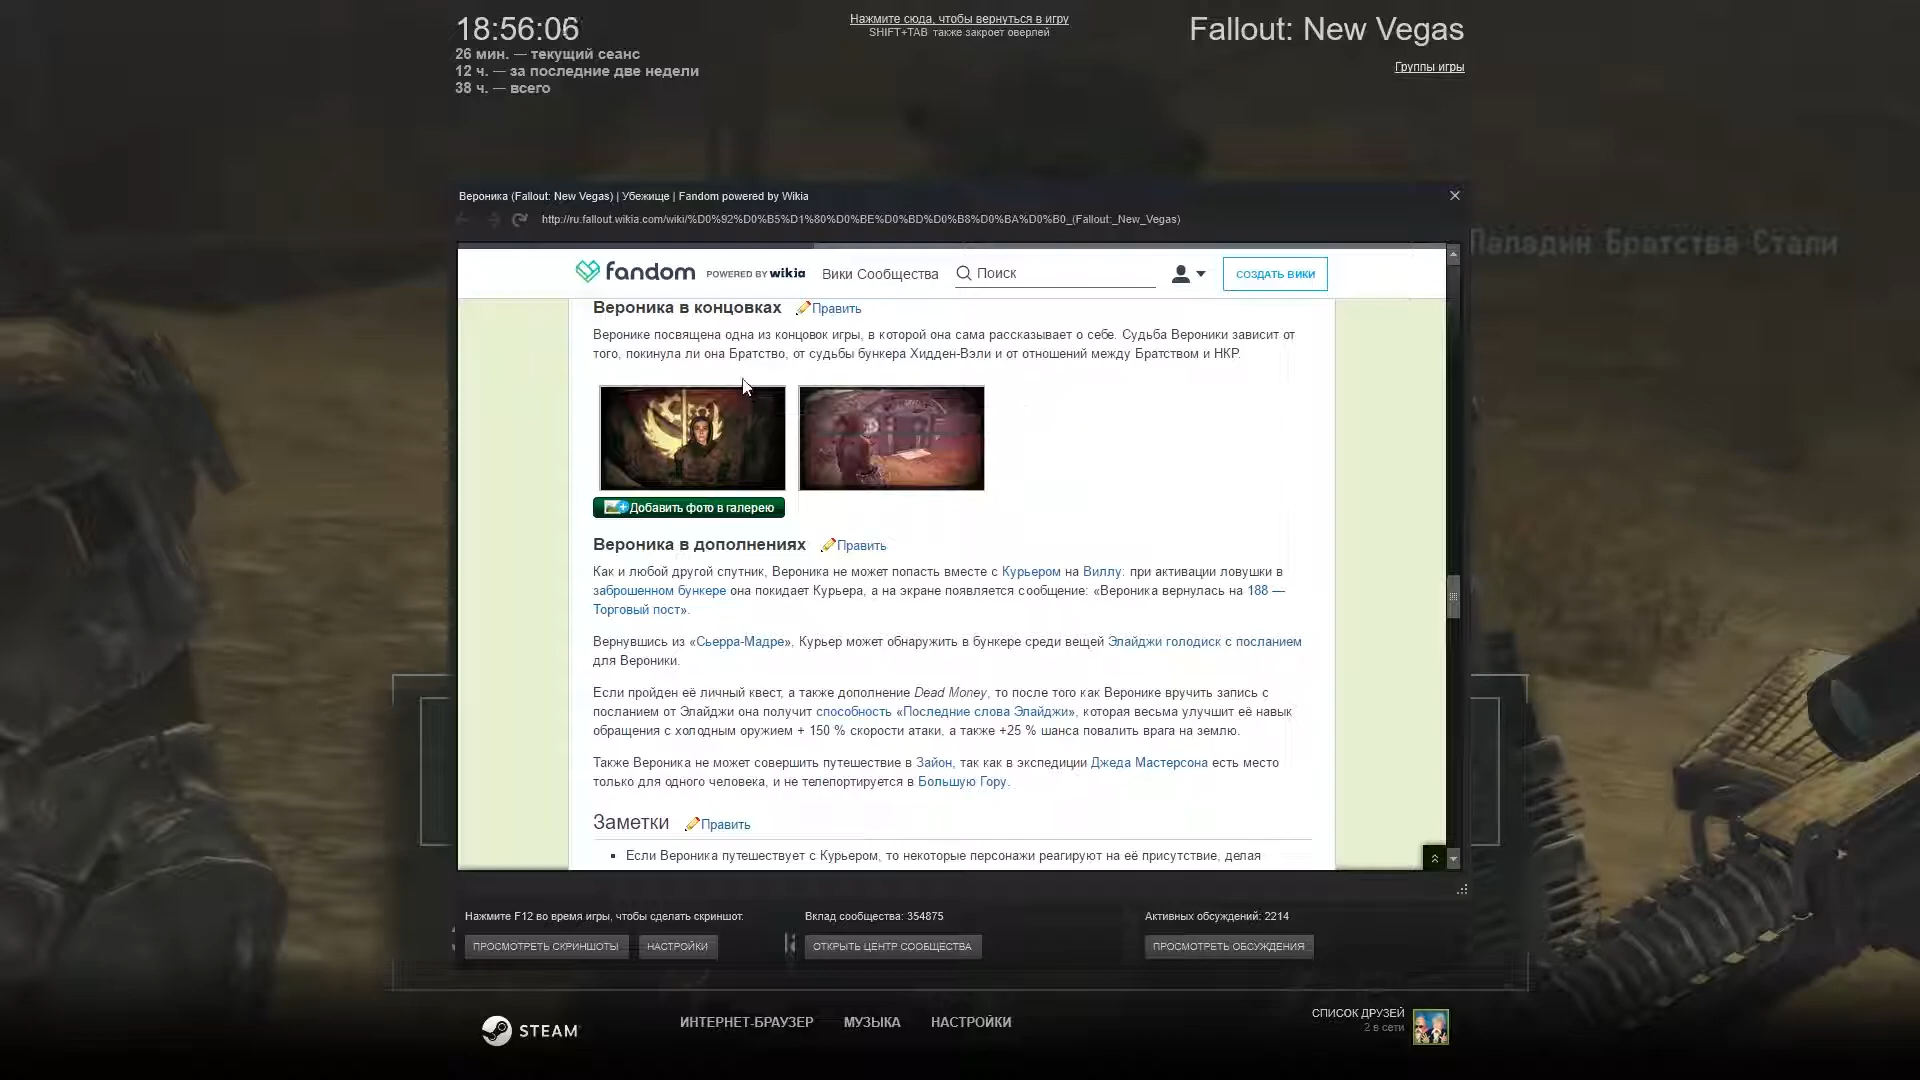 18:56:06
26 мин. — текущий сеанс
12 ч. — за последние две недели
38 ч. — всего
Нажмите сюда, чтобы вернуться в игру
SHIFT+TAB также закроет оверлей
Fallout: New Vegas
Группы игры
Вероника (Fallout: New Vegas) | Убежище | Fandom powered by Wikia
http://ru.fallout.wikia.com/wiki/%D0%92%D0%B5%D1%80%D0%BE%D0%BD%D0%B8%D0%BA%D0%B0_(Fallout:_New_Vegas)
Паладин Братства Стали
fandom POWERED BY wikia Вики Сообщества Поиск СОЗДАТЬ ВИКИ
Вероника в концовках Править
Веронике посвящена одна из концовок игры, в которой она сама рассказывает о себе. Судьба Вероники зависит от
того, покинула ли она Братство, от судьбы бункера Хидден-Вэли и от отношений между Братством и НКР.
Добавить фото в галерею
Вероника в дополнениях Править
Как и любой другой спутник, Вероника не может попасть вместе с Курьером на Виллу: при активации ловушки в
заброшенном бункере она покидает Курьера, а на экране появляется сообщение: «Вероника вернулась на 188 —
Торговый пост».
Вернувшись из «Сьерра-Мадре», Курьер может обнаружить в бункере среди вещей Элайджи голодиск с посланием
для Вероники.
Если пройден её личный квест, а также дополнение Dead Money, то после того как Веронике вручить запись с
посланием от Элайджи она получит способность «Последние слова Элайджи», которая весьма улучшит её навык
обращения с холодным оружием + 150 % скорости атаки, а также +25 % шанса повалить врага на землю.
Также Вероника не может совершить путешествие в Зайон, так как в экспедиции Джеда Мастерсона есть место
только для одного человека, и не телепортируется в Большую Гору.
Заметки Править
Если Вероника путешествует с Курьером, то некоторые персонажи реагируют на её присутствие, делая
Нажмите F12 во время игры, чтобы сделать скриншот.
ПРОСМОТРЕТЬ СКРИНШОТЫ НАСТРОЙКИ
Вклад сообщества: 354875
ОТКРЫТЬ ЦЕНТР СООБЩЕСТВА
Активных обсуждений: 2214
ПРОСМОТРЕТЬ ОБСУЖДЕНИЯ
STEAM
ИНТЕРНЕТ-БРАУЗЕР МУЗЫКА НАСТРОЙКИ
СПИСОК ДРУЗЕЙ
2 в сети